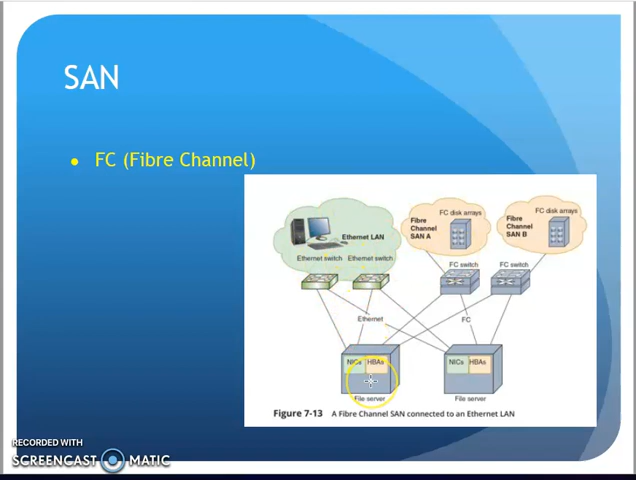 SAN
● FC (Fibre Channel)
FC disk arrays
FC disk arrays
Fibre
Channel
SAN A
Fibre
Channel
SAN B
Ethernet LAN
Ethernet switch
Ethernet switch
FC switch
FC switch
Ethernet
FC
NICs
HBAs
NICs
HBAs
File server
File server
Figure 7-13 A Fibre Channel SAN connected to an Ethernet LAN
RECORDED WITH
SCREENCAST MATIC